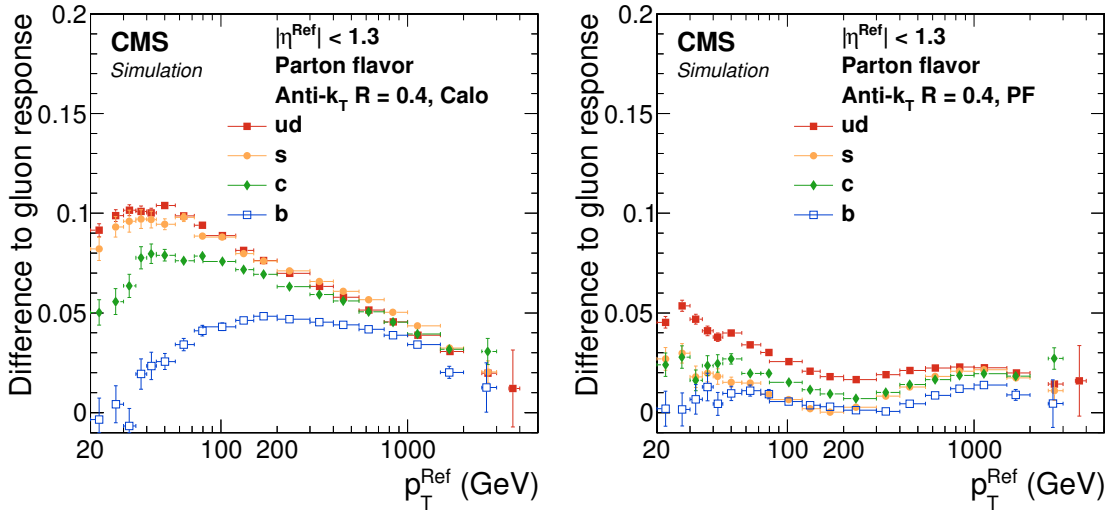 CMS
Simulation
|η^Ref| < 1.3
Parton flavor
Anti-k_T R = 0.4, Calo
ud
s
c
b
Difference to gluon response
0.2
0.15
0.1
0.05
0
20
100
200
1000
p_T^Ref (GeV)
CMS
Simulation
|η^Ref| < 1.3
Parton flavor
Anti-k_T R = 0.4, PF
ud
s
c
b
Difference to gluon response
0.2
0.15
0.1
0.05
0
20
100
200
1000
p_T^Ref (GeV)